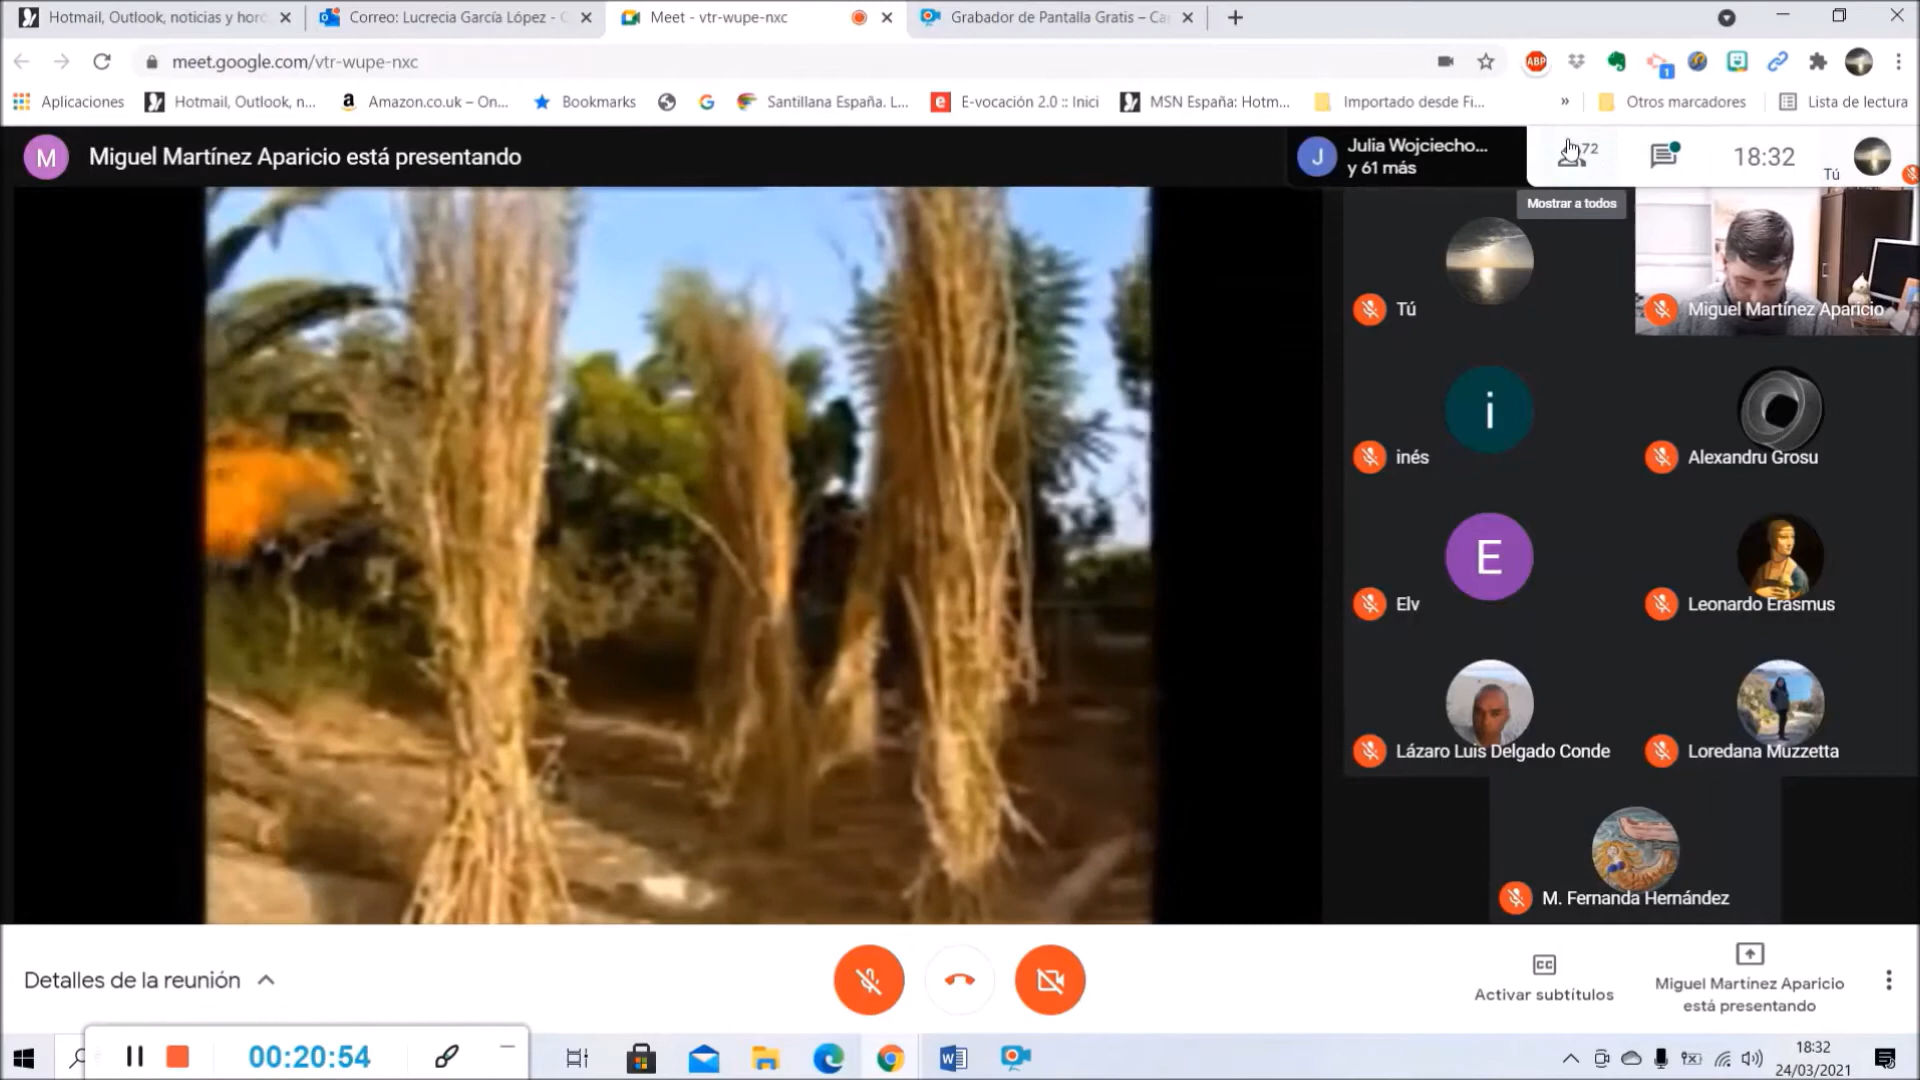 Hotmail, Outlook, noticias y horó
Correo: Lucrecia García López - O
Meet - vtr-wupe-nxc
Grabador de Pantalla Gratis – Ca
meet.google.com/vtr-wupe-nxc
ABP
1
Aplicaciones
Hotmail, Outlook, n...
Amazon.co.uk – On...
Bookmarks
Santillana España. L...
E-vocación 2.0 :: Inici
MSN España: Hotm...
Importado desde Fi...
»
Otros marcadores
Lista de lectura
M
Miguel Martínez Aparicio está presentando
J
Julia Wojciecho...
y 61 más
72
18:32
Tú
Mostrar a todos
Tú
Miguel Martínez Aparicio
i
inés
Alexandru Grosu
E
Elv
Leonardo Erasmus
Lázaro Luis Delgado Conde
Loredana Muzzetta
M. Fernanda Hernández
Detalles de la reunión
CC
Activar subtítulos
Miguel Martínez Aparicio
está presentando
00:20:54
18:32
24/03/2021